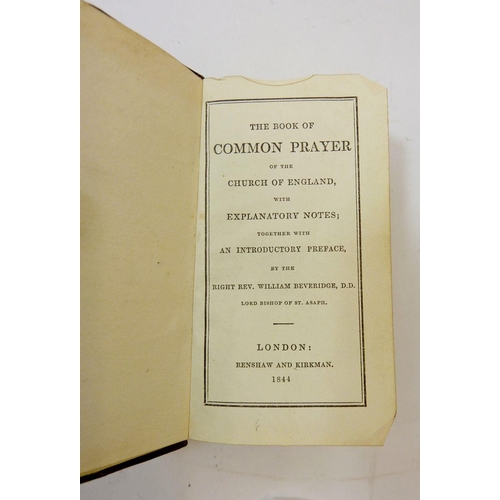 THE BOOK OF
COMMON PRAYER
OF THE
CHURCH OF ENGLAND,
WITH
EXPLANATORY NOTES;
TOGETHER WITH
AN INTRODUCTORY PREFACE,
BY THE
RIGHT REV. WILLIAM BEVERIDGE, D.D.
LORD BISHOP OF ST. ASAPH.
LONDON:
RENSHAW AND KIRKMAN.
1844